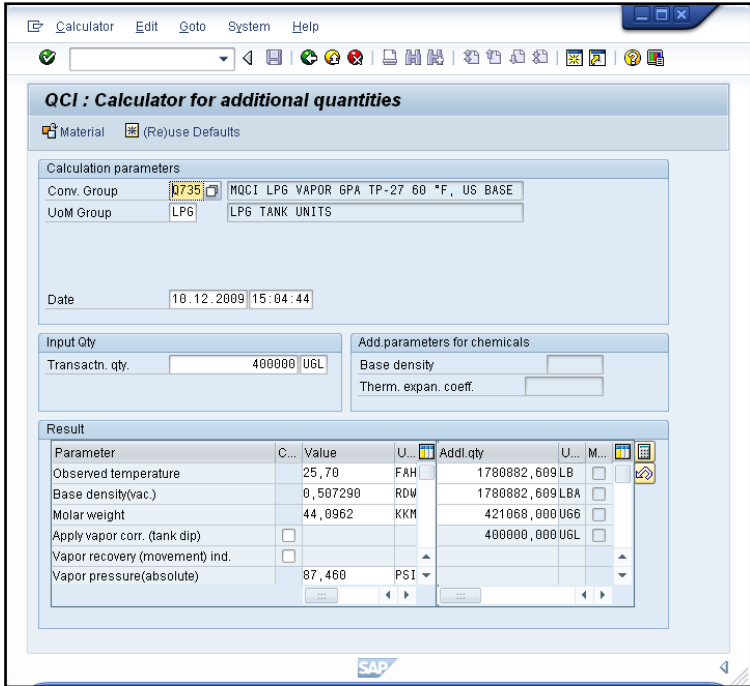 Calculator Edit Goto System Help
QCI : Calculator for additional quantities
Material (Re)use Defaults
Calculation parameters
Conv. Group Q735 MQCI LPG VAPOR GPA TP-27 60 °F, US BASE
UoM Group LPG LPG TANK UNITS
Date 10.12.2009 15:04:44
Input Qty Add.parameters for chemicals
Transactn. qty. 400000 UGL Base density
Therm. expan. coeff.
Result
Parameter C... Value U... Addl.qty U... M...
Observed temperature 25,70 FAH 1780882,609 LB
Base density(vac.) 0,507290 RDW 1780882,609 LBA
Molar weight 44,0962 KKM 421068,000 UG6
Apply vapor corr. (tank dip) 400000,000 UGL
Vapor recovery (movement) ind.
Vapor pressure(absolute) 87,460 PSI
SAP